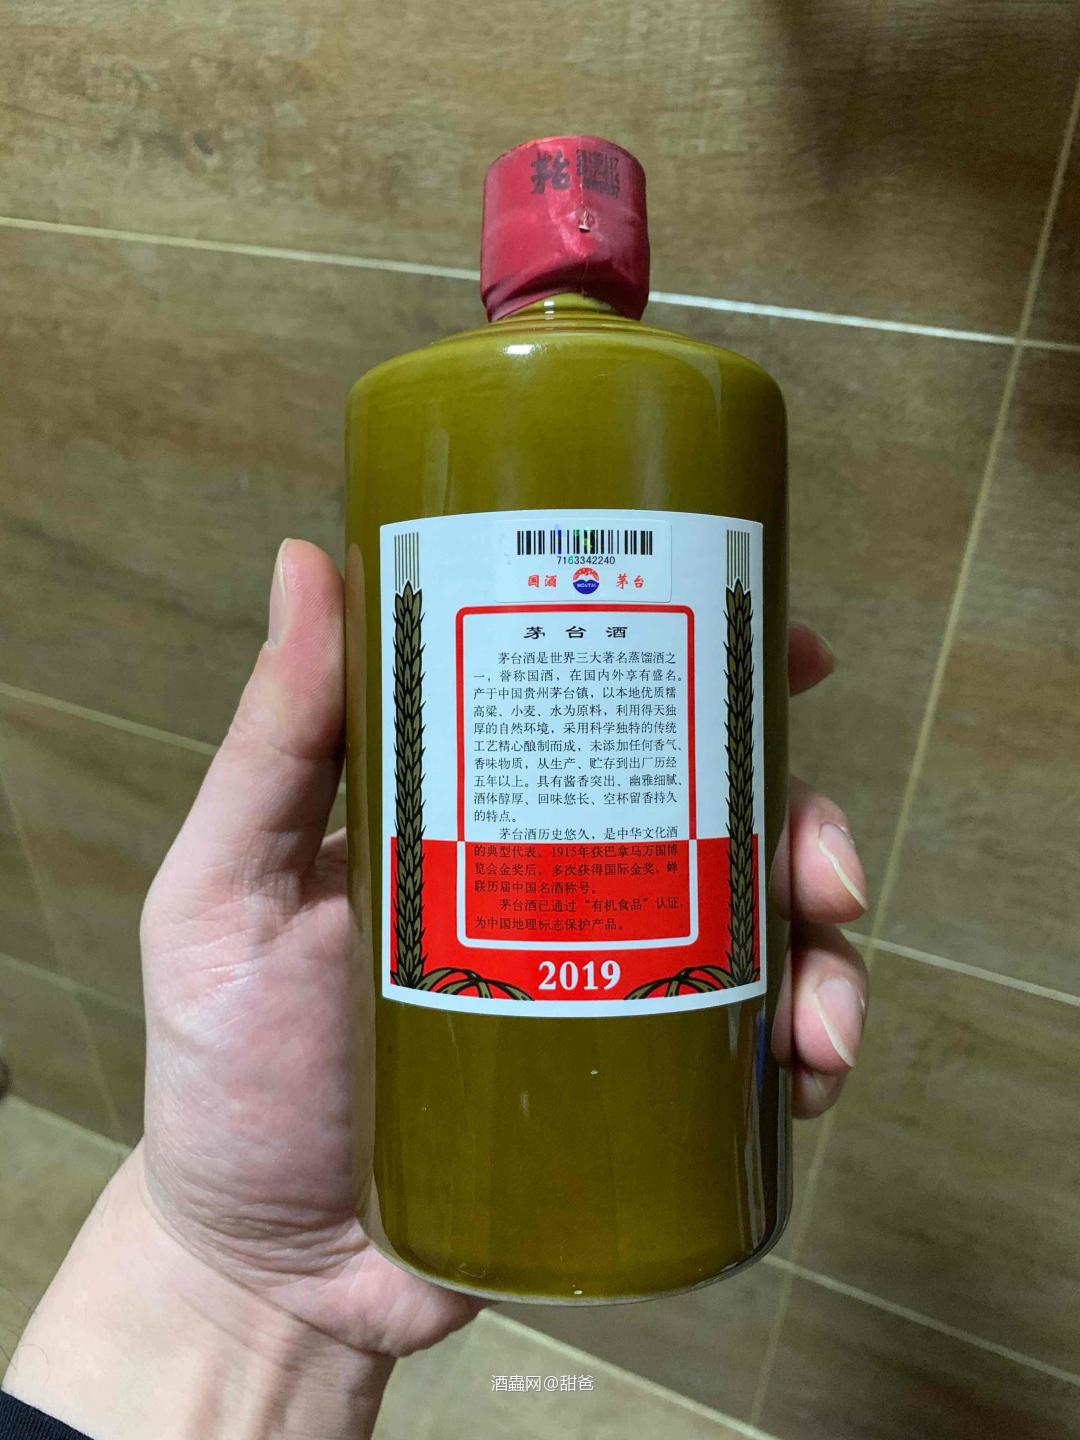 茅台
7163342240
国酒 MOUTAI 茅台
茅台酒
茅台酒是世界三大著名蒸馏酒之
一，誉称国酒，在国内外享有盛名。
产于中国贵州茅台镇，以本地优质糯
高粱、小麦、水为原料，利用得天独
厚的自然环境，采用科学独特的传统
工艺精心酿制而成，未添加任何香气、
香味物质，从生产、贮存到出厂历经
五年以上。具有酱香突出、幽雅细腻、
酒体醇厚、回味悠长、空杯留香持久
的特点。
茅台酒历史悠久，是中华文化酒
的典型代表。1915年获巴拿马万国博
览会金奖后，多次获得国际金奖，蝉
联历届中国名酒称号。
茅台酒已通过“有机食品”认证，
为中国地理标志保护产品。
2019
酒蟲网@甜爸